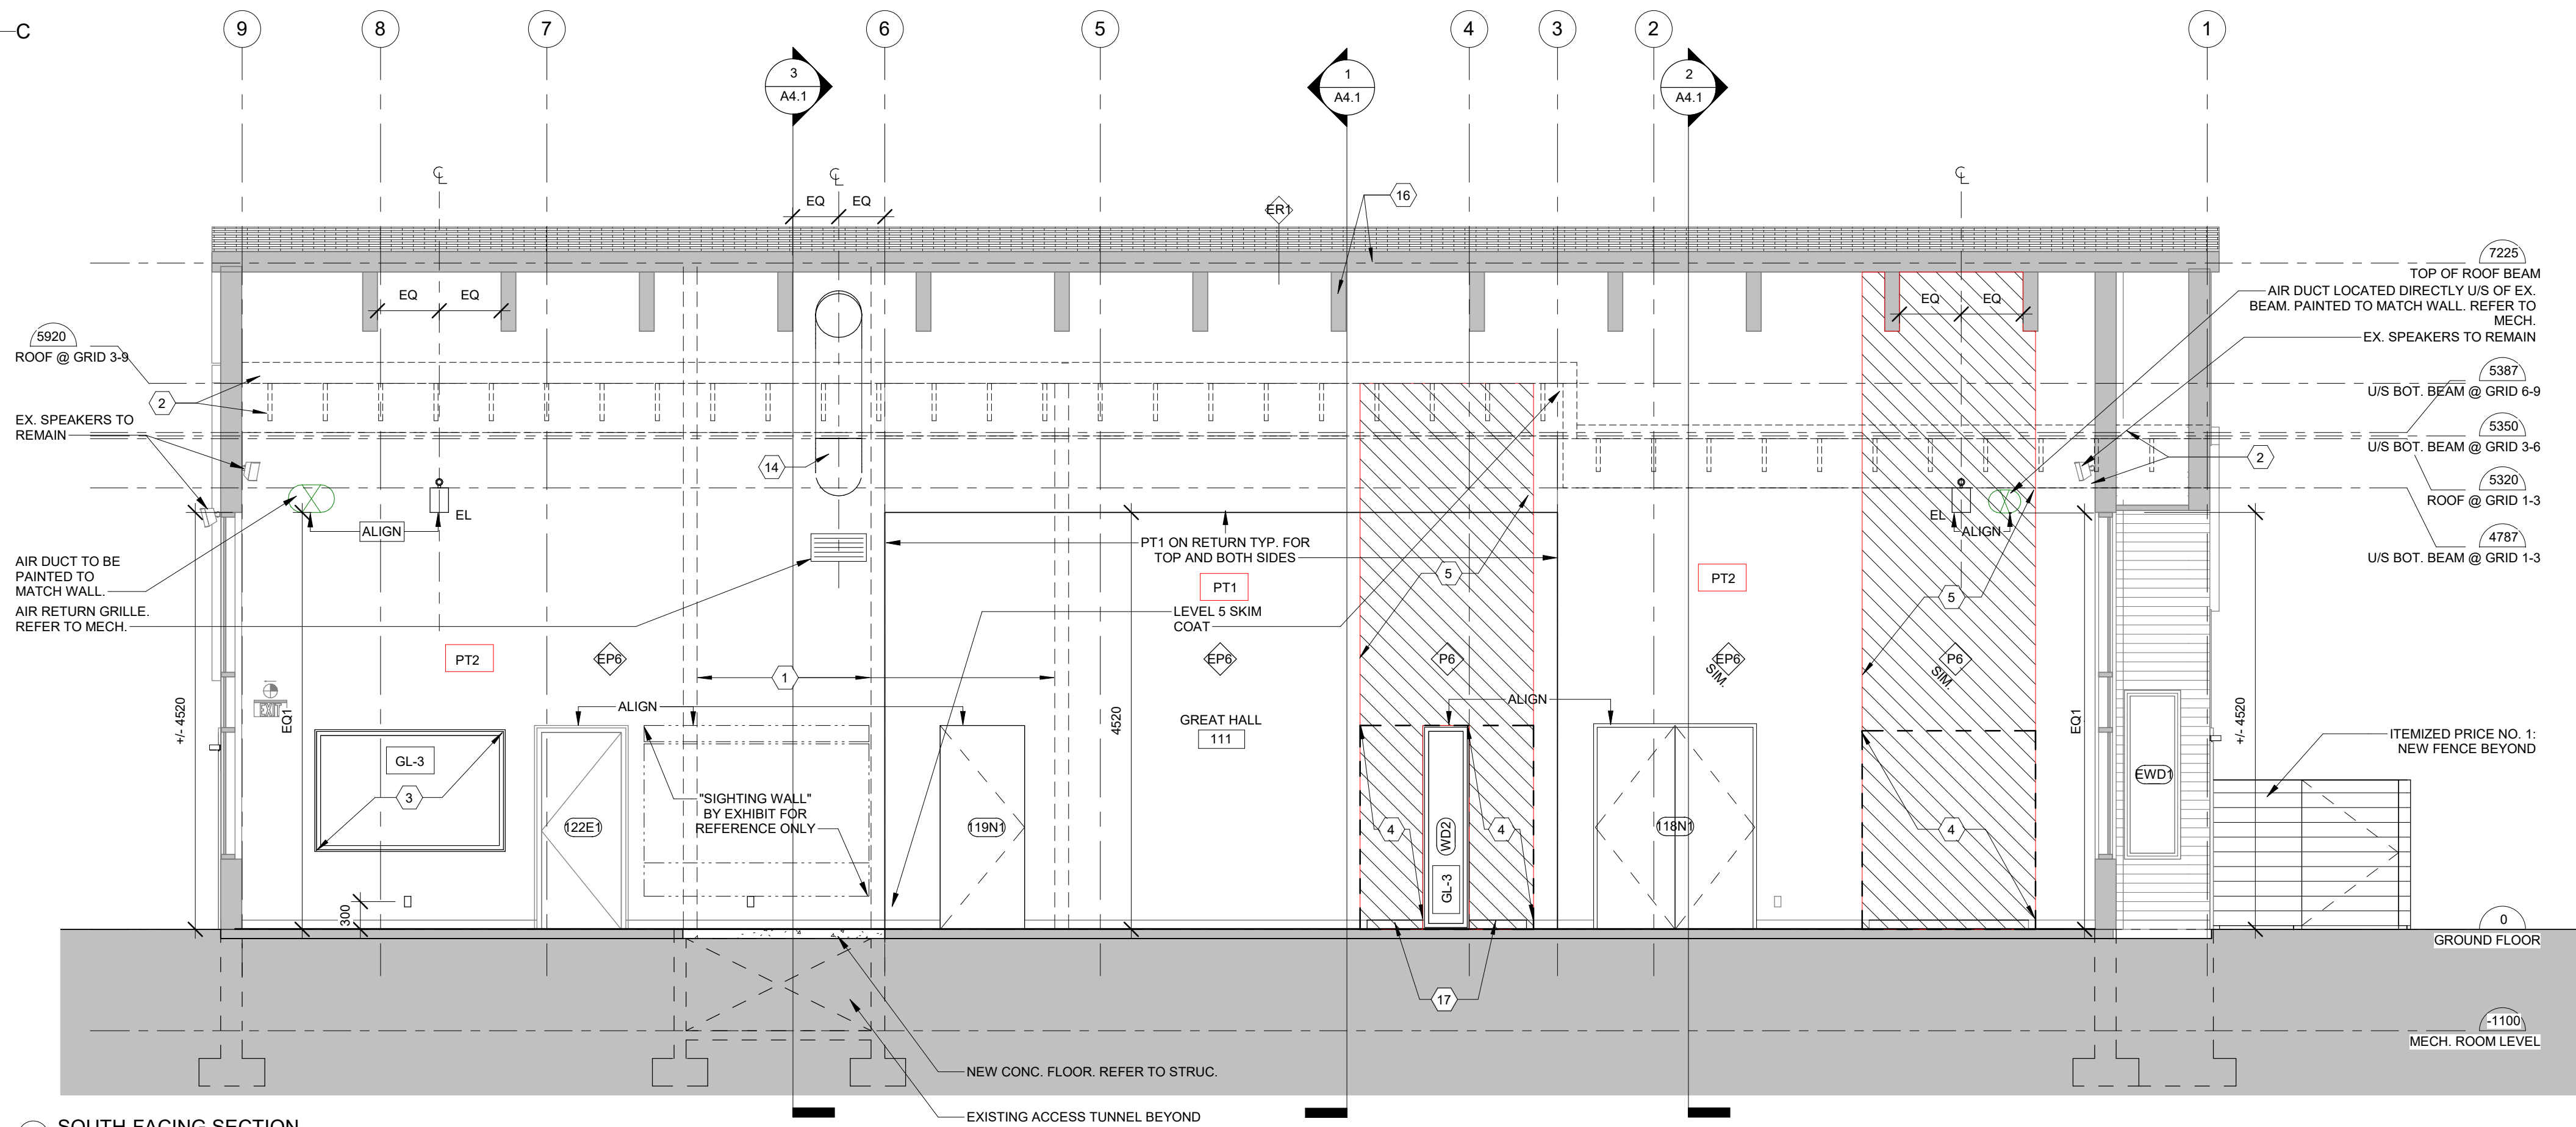 C
9
8
7
6
5
4
3
2
1
3
A4.1
1
A4.1
2
A4.1
℄
℄
℄
EQ
EQ
ER1
16
7225
TOP OF ROOF BEAM
AIR DUCT LOCATED DIRECTLY U/S OF EX.
BEAM. PAINTED TO MATCH WALL. REFER TO
MECH.
EX. SPEAKERS TO REMAIN
EQ
EQ
EQ
EQ
5920
ROOF @ GRID 3-9
2
5387
U/S BOT. BEAM @ GRID 6-9
EX. SPEAKERS TO
REMAIN
5350
U/S BOT. BEAM @ GRID 3-6
2
14
5320
ROOF @ GRID 1-3
EL
EL
ALIGN
ALIGN
4787
U/S BOT. BEAM @ GRID 1-3
PT1 ON RETURN TYP. FOR
TOP AND BOTH SIDES
AIR DUCT TO BE
PAINTED TO
MATCH WALL.
AIR RETURN GRILLE.
REFER TO MECH.
PT1
5
PT2
5
LEVEL 5 SKIM
COAT
PT2
EP6
EP6
P6
EP6
SIM.
P6
SIM.
1
EXIT
+/- 4520
EQ1
ALIGN
4520
GREAT HALL
111
ALIGN
EQ1
+/- 4520
ITEMIZED PRICE NO. 1:
NEW FENCE BEYOND
GL-3
3
EWD1
"SIGHTING WALL"
BY EXHIBIT FOR
REFERENCE ONLY
122E1
119N1
4
WD2
4
118N1
4
GL-3
300
0
GROUND FLOOR
17
-1100
MECH. ROOM LEVEL
NEW CONC. FLOOR. REFER TO STRUC.
EXISTING ACCESS TUNNEL BEYOND
SOUTH FACING SECTION